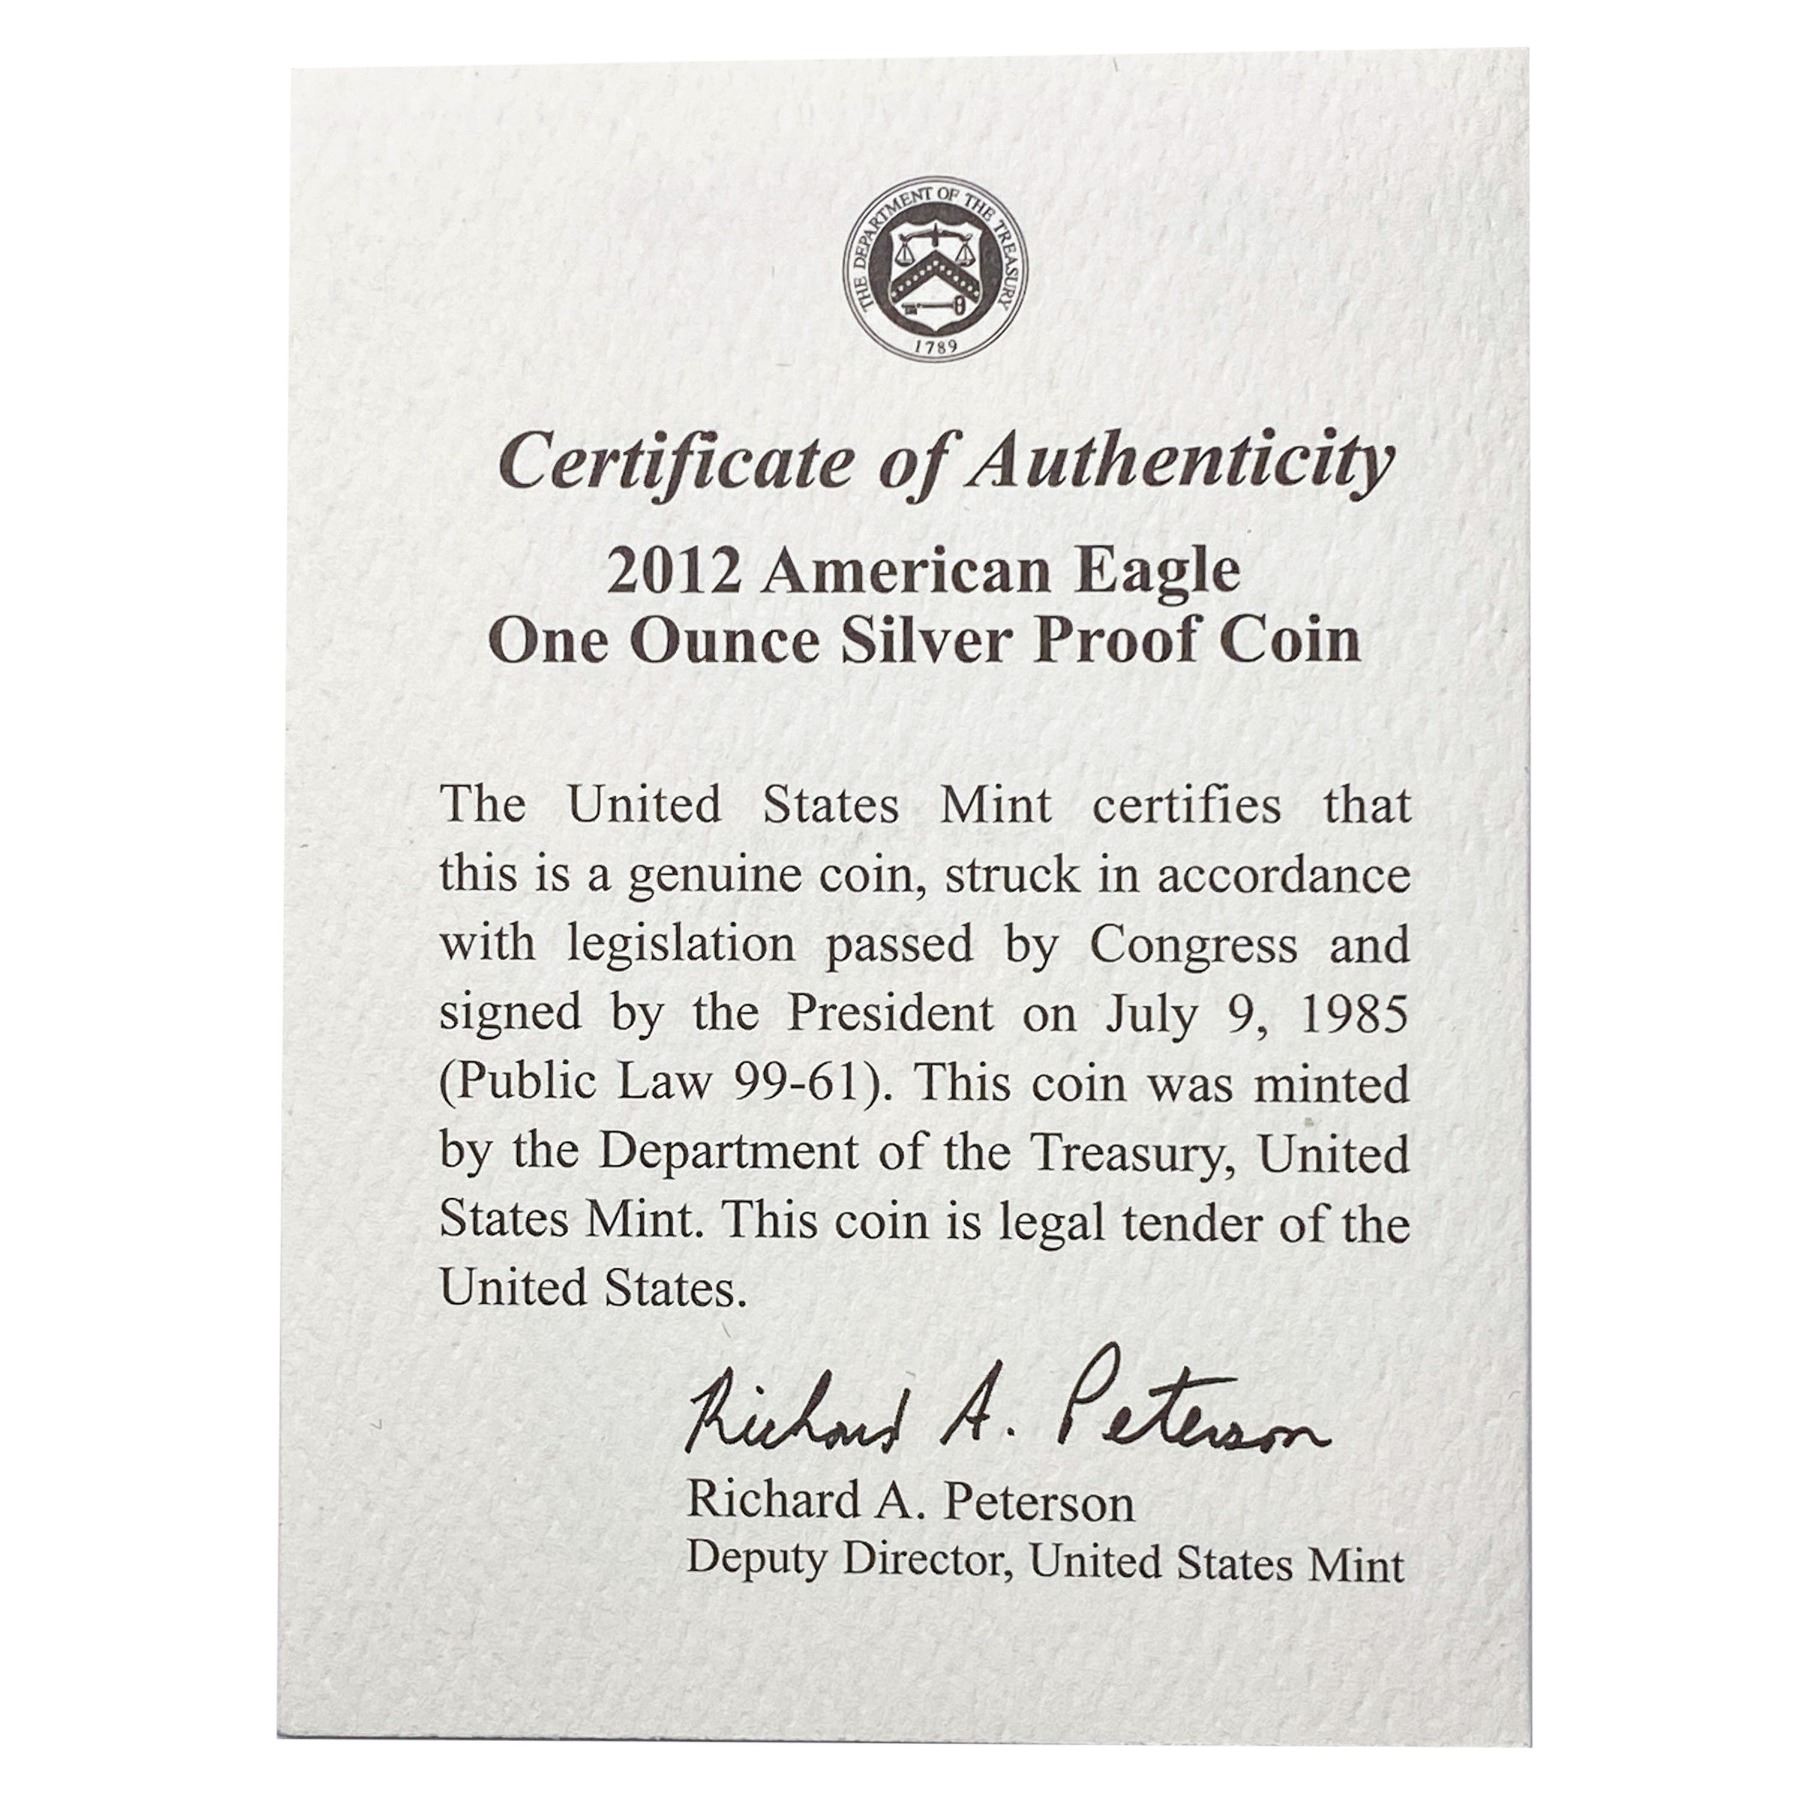 THE DEPARTMENT OF THE TREASURY
1789
Certificate of Authenticity
2012 American Eagle
One Ounce Silver Proof Coin
The United States Mint certifies that
this is a genuine coin, struck in accordance
with legislation passed by Congress and
signed by the President on July 9, 1985
(Public Law 99-61). This coin was minted
by the Department of the Treasury, United
States Mint. This coin is legal tender of the
United States.
Richard A. Peterson
Richard A. Peterson
Deputy Director, United States Mint